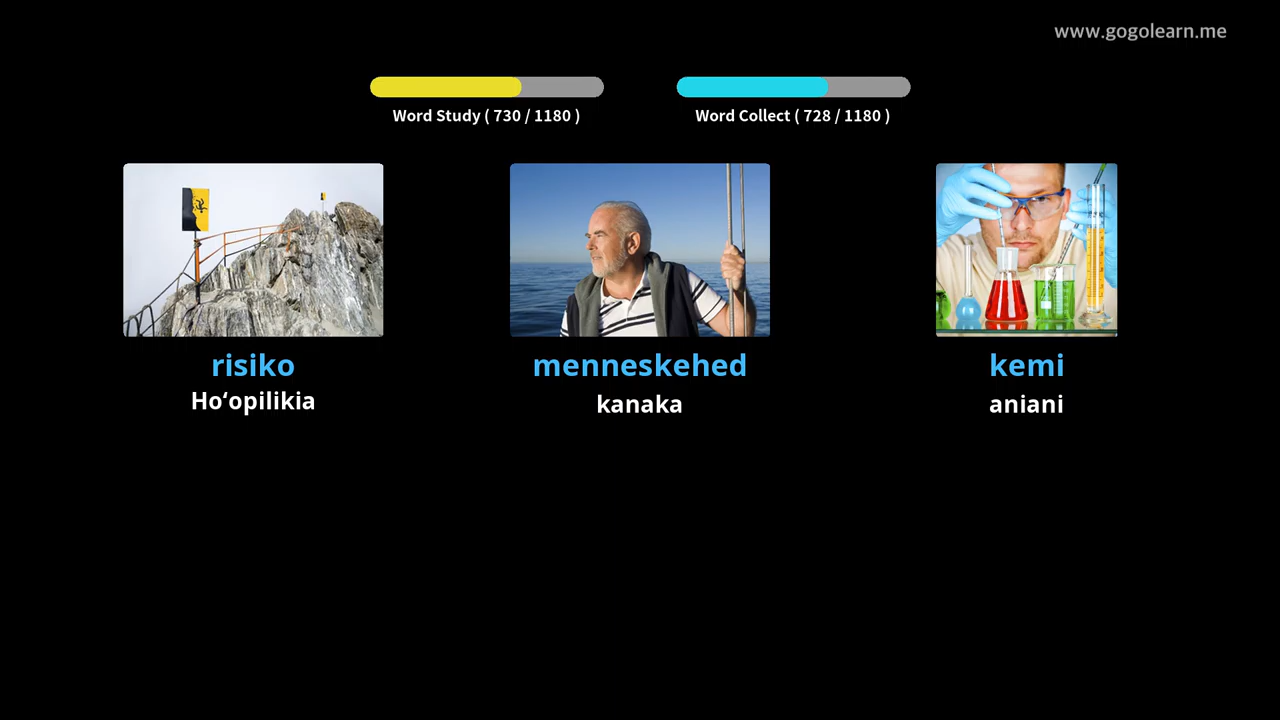 www.gogolearn.me
Word Study ( 730 / 1180 )
Word Collect ( 728 / 1180 )
risiko
menneskehed
kemi
Hoʻopilikia
kanaka
aniani